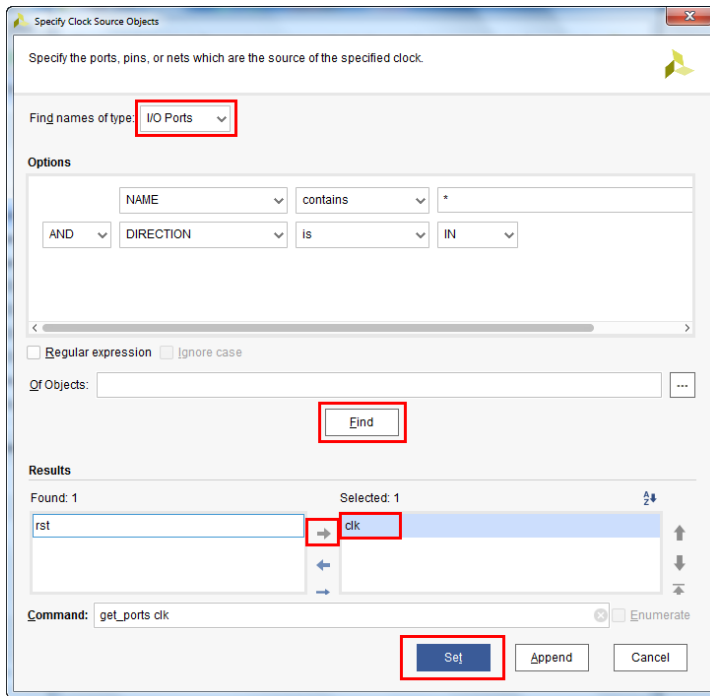 Specify Clock Source Objects
Specify the ports, pins, or nets which are the source of the specified clock.
Find names of type: I/O Ports
Options
NAME contains *
AND DIRECTION is IN
Regular expression Ignore case
Of Objects: ...
Find
Results
Found: 1 Selected: 1
rst clk
Command: get_ports clk Enumerate
Set Append Cancel